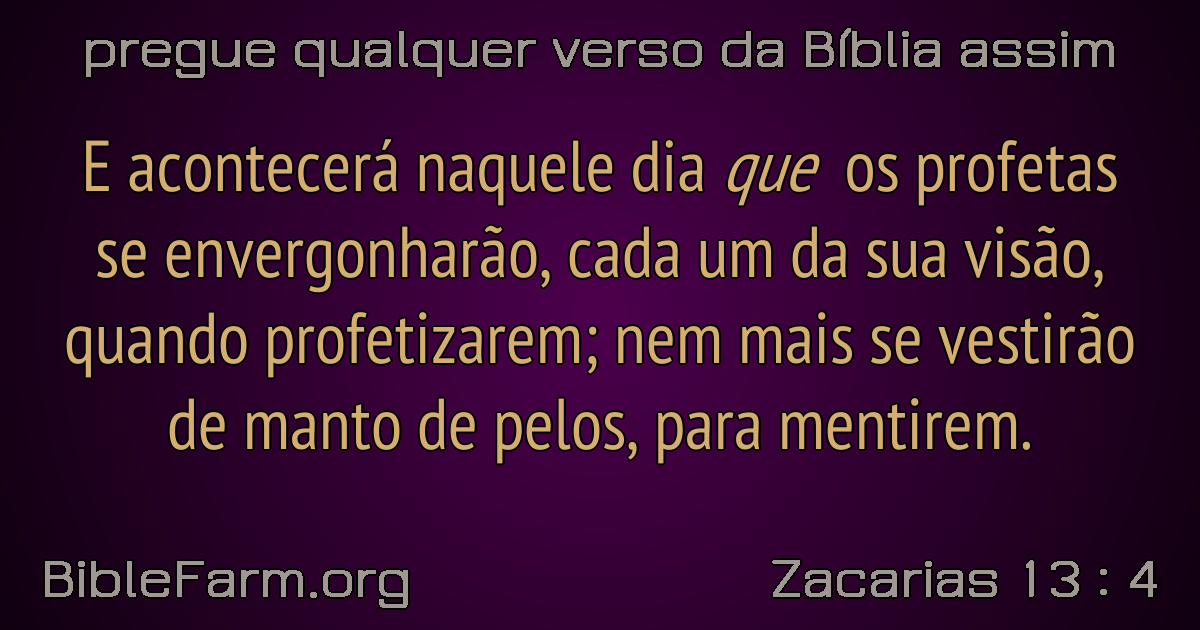 pregue qualquer verso da Bíblia assim
E acontecerá naquele dia que os profetas
se envergonharão, cada um da sua visão,
quando profetizarem; nem mais se vestirão
de manto de pelos, para mentirem.
BibleFarm.org
Zacarias 13 : 4